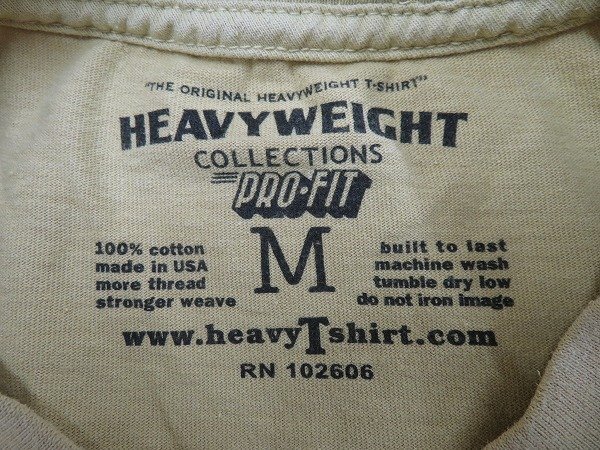 "THE ORIGINAL HEAVYWEIGHT T-SHIRT"
HEAVYWEIGHT
COLLECTIONS
PRO•FIT
M
100% cotton
made in USA
more thread
stronger weave
built to last
machine wash
tumble dry low
do not iron image
www.heavyTshirt.com
RN 102606